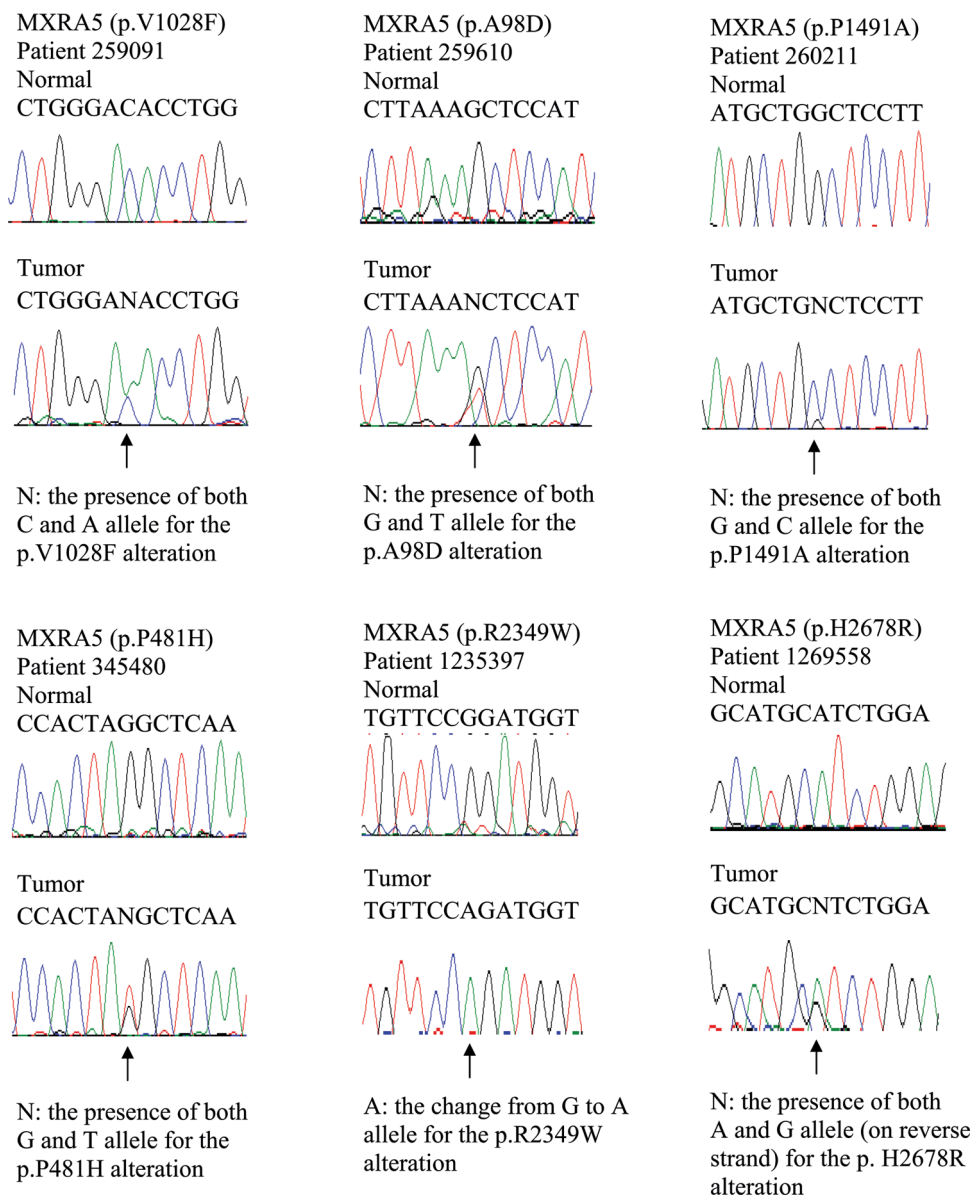 MXRA5 (p.V1028F)
Patient 259091
Normal
CTGGGACACCTGG
Tumor
CTGGGANACCTGG
N: the presence of both
C and A allele for the
p.V1028F alteration
MXRA5 (p.A98D)
Patient 259610
Normal
CTTAAAGCTCCAT
Tumor
CTTAAANCTCCAT
N: the presence of both
G and T allele for the
p.A98D alteration
MXRA5 (p.P1491A)
Patient 260211
Normal
ATGCTGGCTCCTT
Tumor
ATGCTGNCTCCTT
N: the presence of both
G and C allele for the
p.P1491A alteration
MXRA5 (p.P481H)
Patient 345480
Normal
CCACTAGGCTCAA
Tumor
CCACTANGCTCAA
N: the presence of both
G and T allele for the
p.P481H alteration
MXRA5 (p.R2349W)
Patient 1235397
Normal
TGTTCCGGATGGT
Tumor
TGTTCCAGATGGT
A: the change from G to A
allele for the p.R2349W
alteration
MXRA5 (p.H2678R)
Patient 1269558
Normal
GCATGCATCTGGA
Tumor
GCATGCNTCTGGA
N: the presence of both
A and G allele (on reverse
strand) for the p. H2678R
alteration